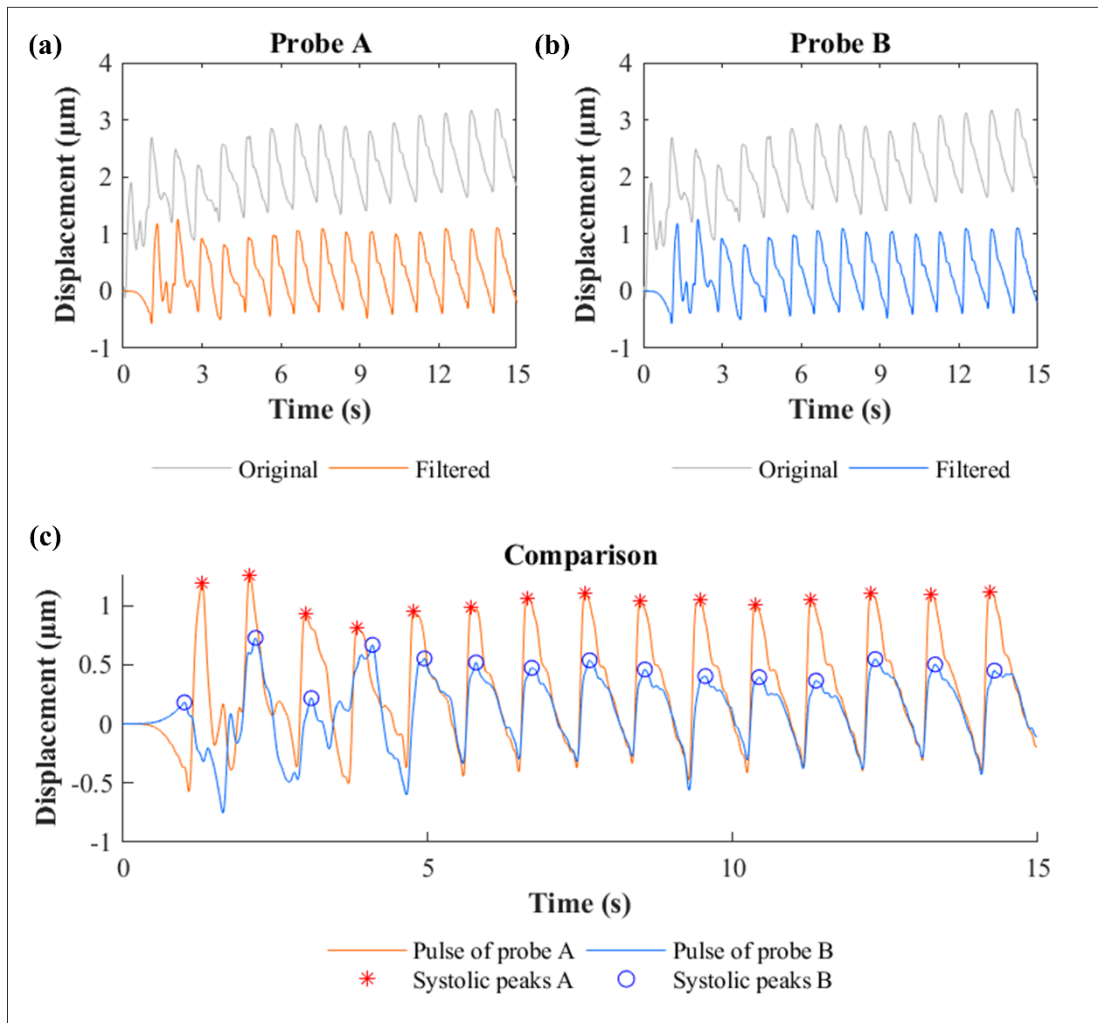 (a)
Probe A
Displacement (μm)
4
3
2
1
0
-1
0 3 6 9 12 15
Time (s)
Original Filtered
(b)
Probe B
Displacement (μm)
4
3
2
1
0
-1
0 3 6 9 12 15
Time (s)
Original Filtered
(c)
Comparison
Displacement (μm)
1
0.5
0
-0.5
-1
0 5 10 15
Time (s)
Pulse of probe A Pulse of probe B
Systolic peaks A Systolic peaks B